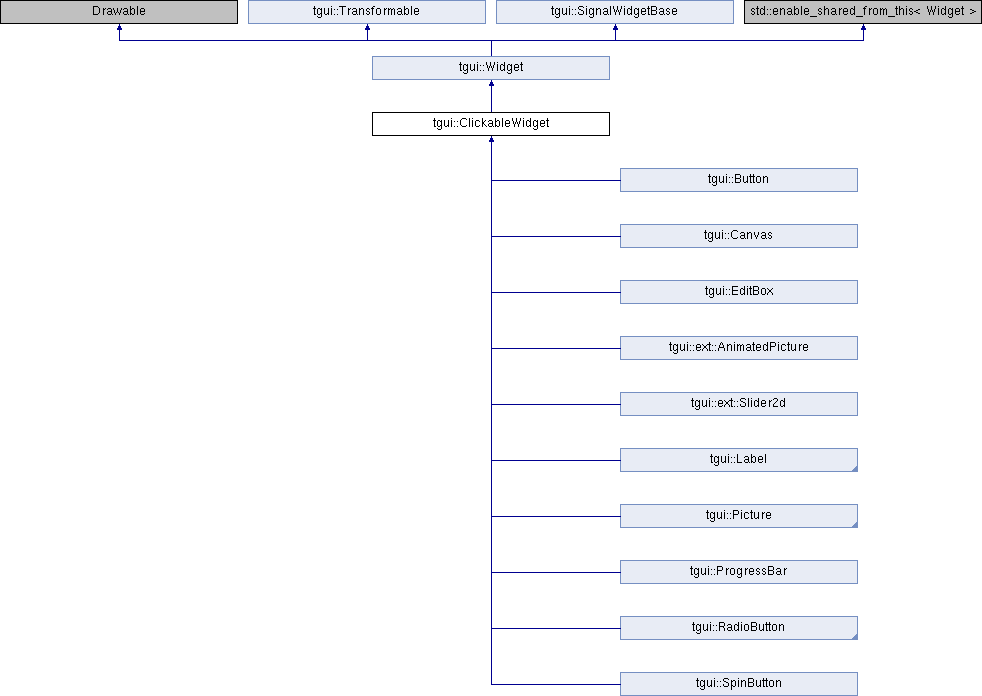 Drawable
tgui::Transformable
tgui::SignalWidgetBase
std::enable_shared_from_this< Widget >
tgui::Widget
tgui::ClickableWidget
tgui::Button
tgui::Canvas
tgui::EditBox
tgui::ext::AnimatedPicture
tgui::ext::Slider2d
tgui::Label
tgui::Picture
tgui::ProgressBar
tgui::RadioButton
tgui::SpinButton